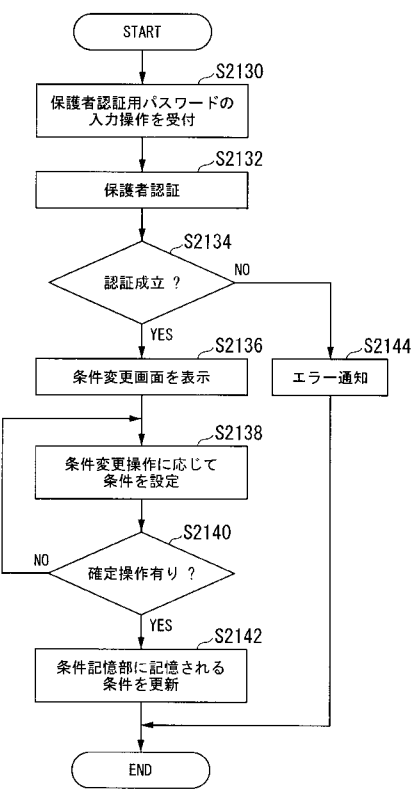 START
S2130
保護者認証用パスワードの
入力操作を受付
S2132
保護者認証
S2134
認証成立 ?
NO
YES
S2136
条件変更画面を表示
S2144
エラー通知
S2138
条件変更操作に応じて
条件を設定
S2140
確定操作有り ?
NO
YES
S2142
条件記憶部に記憶される
条件を更新
END